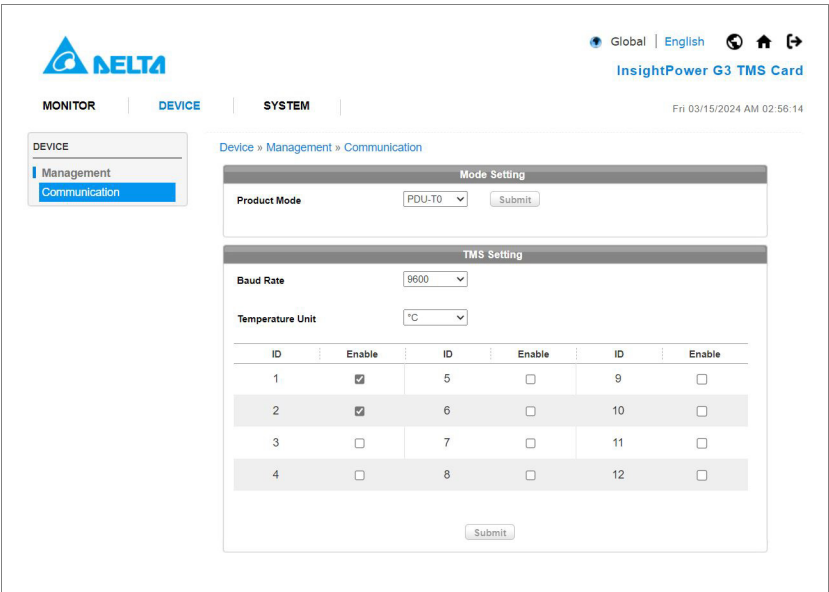 Global | English
DELTA
InsightPower G3 TMS Card
MONITOR DEVICE SYSTEM
Fri 03/15/2024 AM 02:56:14
DEVICE
Management
Communication
Device » Management » Communication
Mode Setting
Product Mode PDU-T0 Submit
TMS Setting
Baud Rate 9600
Temperature Unit °C
ID Enable ID Enable ID Enable
1 5 9
2 6 10
3 7 11
4 8 12
Submit